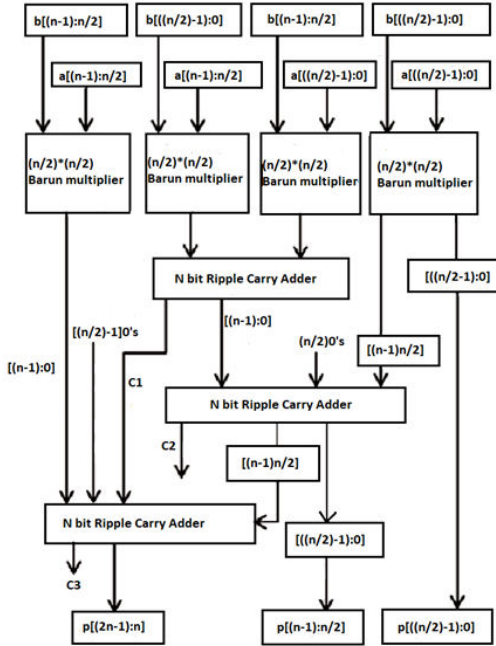 b[(n-1):n/2]
b[((n/2)-1):0]
b[(n-1):n/2]
b[((n/2)-1):0]
a[(n-1):n/2]
a[(n-1):n/2]
a[((n/2)-1):0]
a[((n/2)-1):0]
(n/2)*(n/2)
Barun multiplier
(n/2)*(n/2)
Barun multiplier
(n/2)*(n/2)
Barun multiplier
(n/2)*(n/2)
Barun multiplier
N bit Ripple Carry Adder
[((n/2-1):0]
[((n/2)-1]0's
[(n-1):0]
(n/2)0's
[(n-1)n/2]
[(n-1):0]
C1
N bit Ripple Carry Adder
C2
[(n-1)n/2]
N bit Ripple Carry Adder
[((n/2)-1):0]
C3
p[(2n-1):n]
p[(n-1):n/2]
p[((n/2)-1):0]